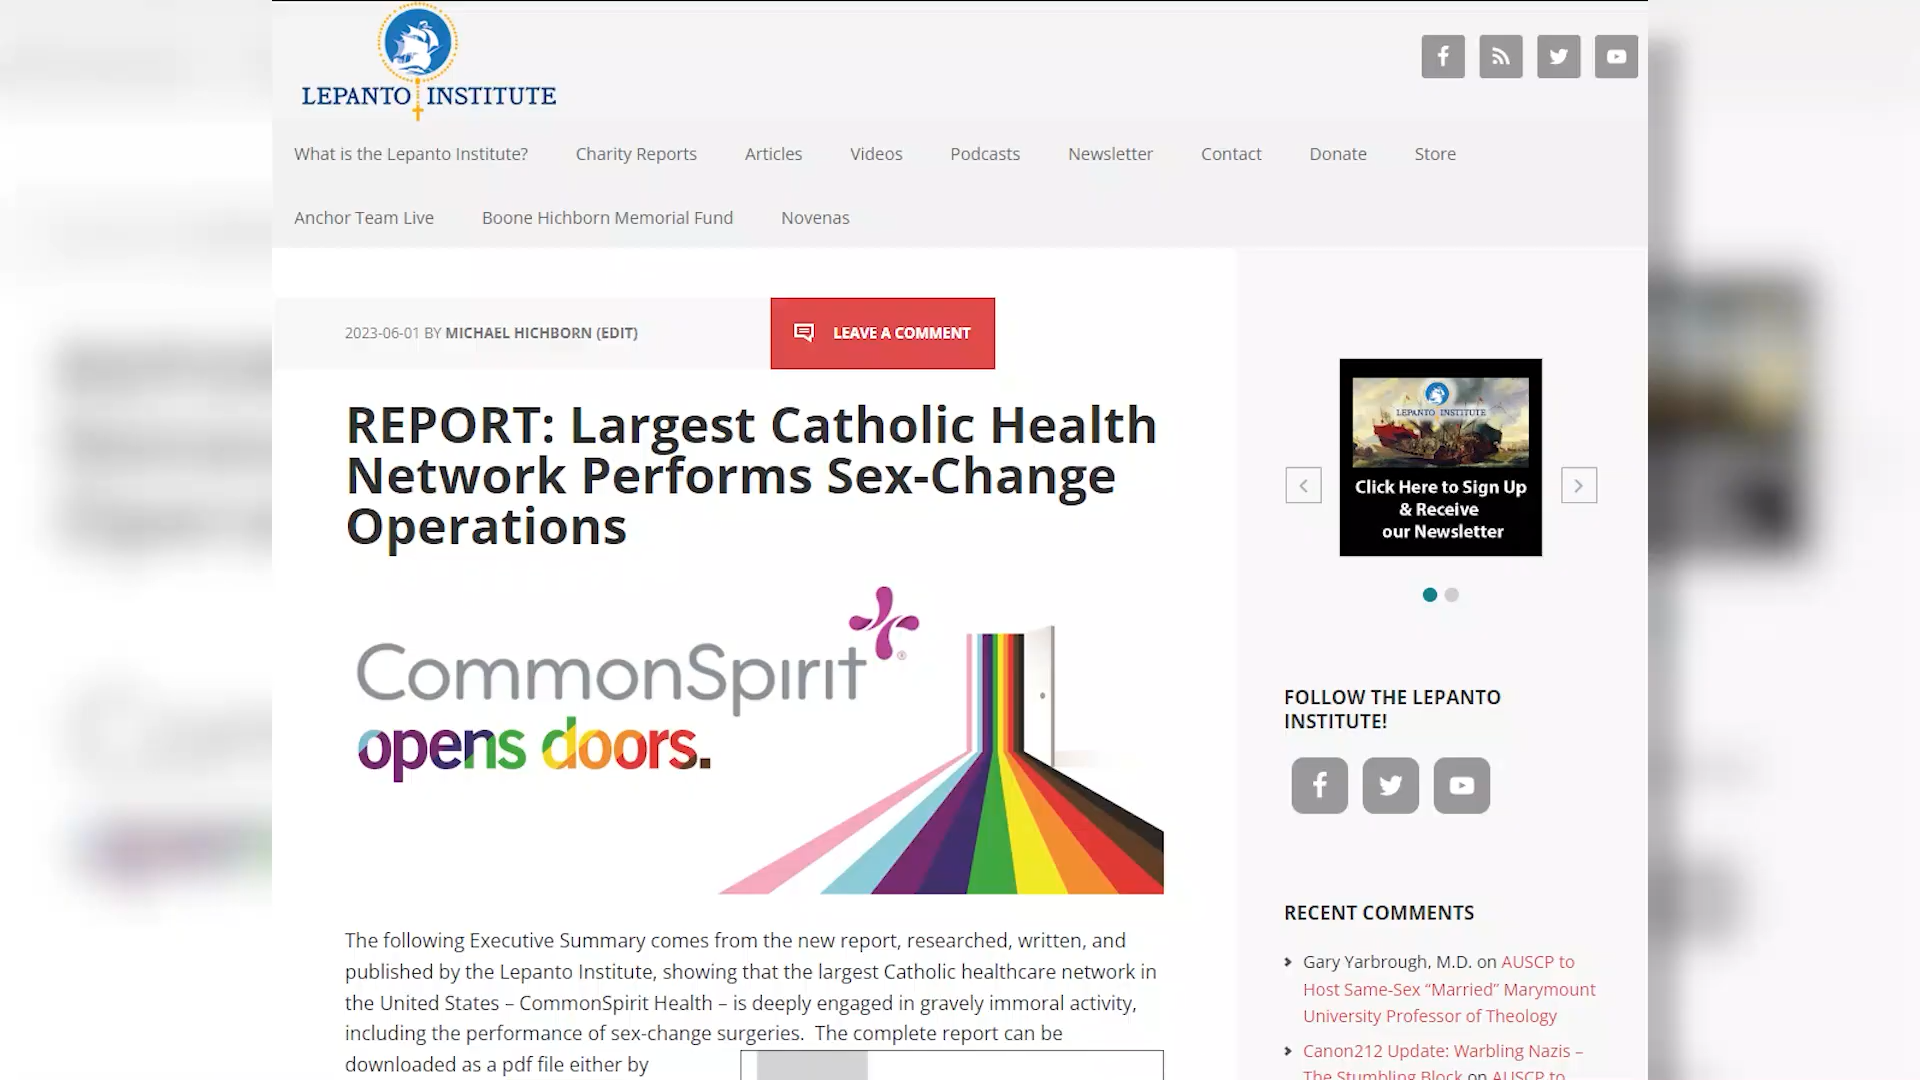 LEPANTO INSTITUTE
What is the Lepanto Institute?
Charity Reports
Articles
Videos
Podcasts
Newsletter
Contact
Donate
Store
Anchor Team Live
Boone Hichborn Memorial Fund
Novenas
2023-06-01 BY MICHAEL HICHBORN (EDIT)
LEAVE A COMMENT
REPORT: Largest Catholic Health
Network Performs Sex-Change
Operations
CommonSpirit®
opens doors.
The following Executive Summary comes from the new report, researched, written, and
published by the Lepanto Institute, showing that the largest Catholic healthcare network in
the United States – CommonSpirit Health – is deeply engaged in gravely immoral activity,
including the performance of sex-change surgeries. The complete report can be
downloaded as a pdf file either by
LEPANTO INSTITUTE
Click Here to Sign Up
& Receive
our Newsletter
FOLLOW THE LEPANTO
INSTITUTE!
RECENT COMMENTS
Gary Yarbrough, M.D. on AUSCP to
Host Same-Sex “Married” Marymount
University Professor of Theology
Canon212 Update: Warbling Nazis –
The Stumbling Block on AUSCP to